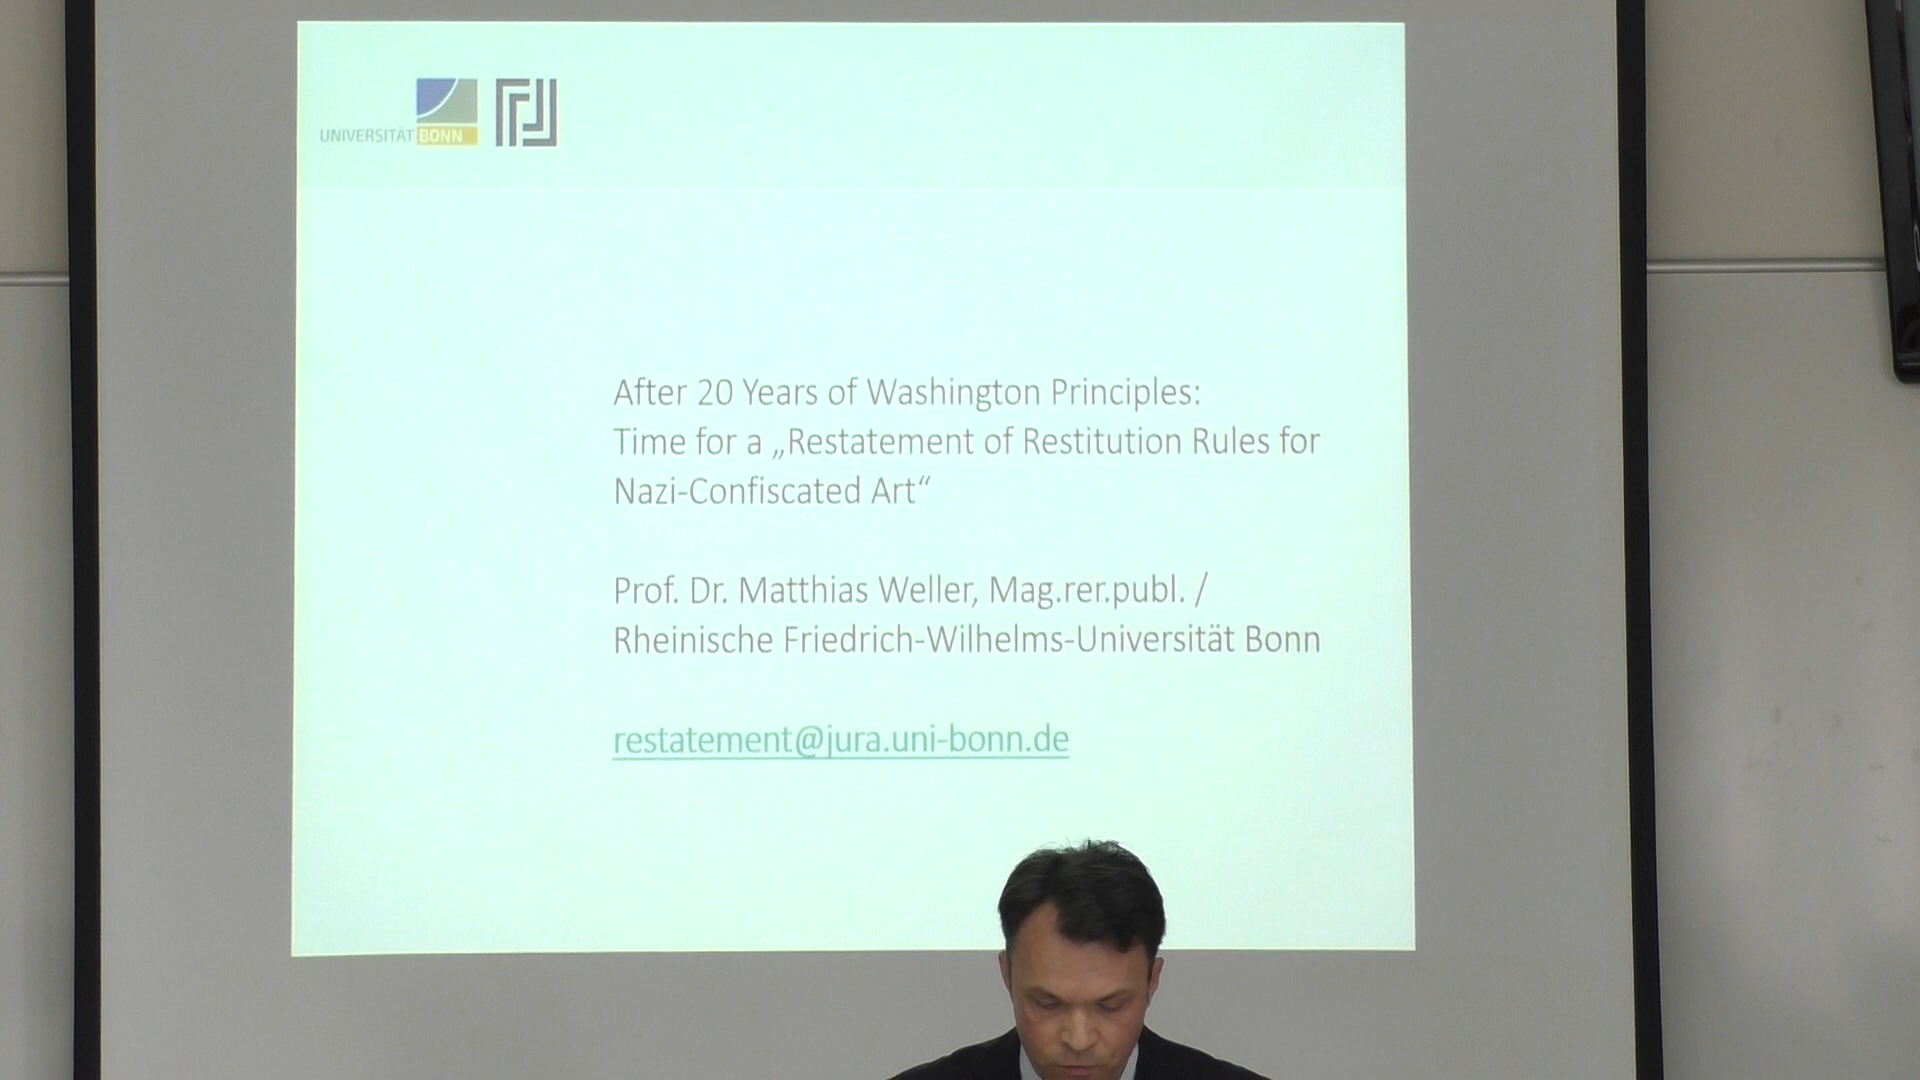 UNIVERSITÄT BONN
After 20 Years of Washington Principles:
Time for a „Restatement of Restitution Rules for
Nazi-Confiscated Art“
Prof. Dr. Matthias Weller, Mag.rer.publ. /
Rheinische Friedrich-Wilhelms-Universität Bonn
restatement@jura.uni-bonn.de